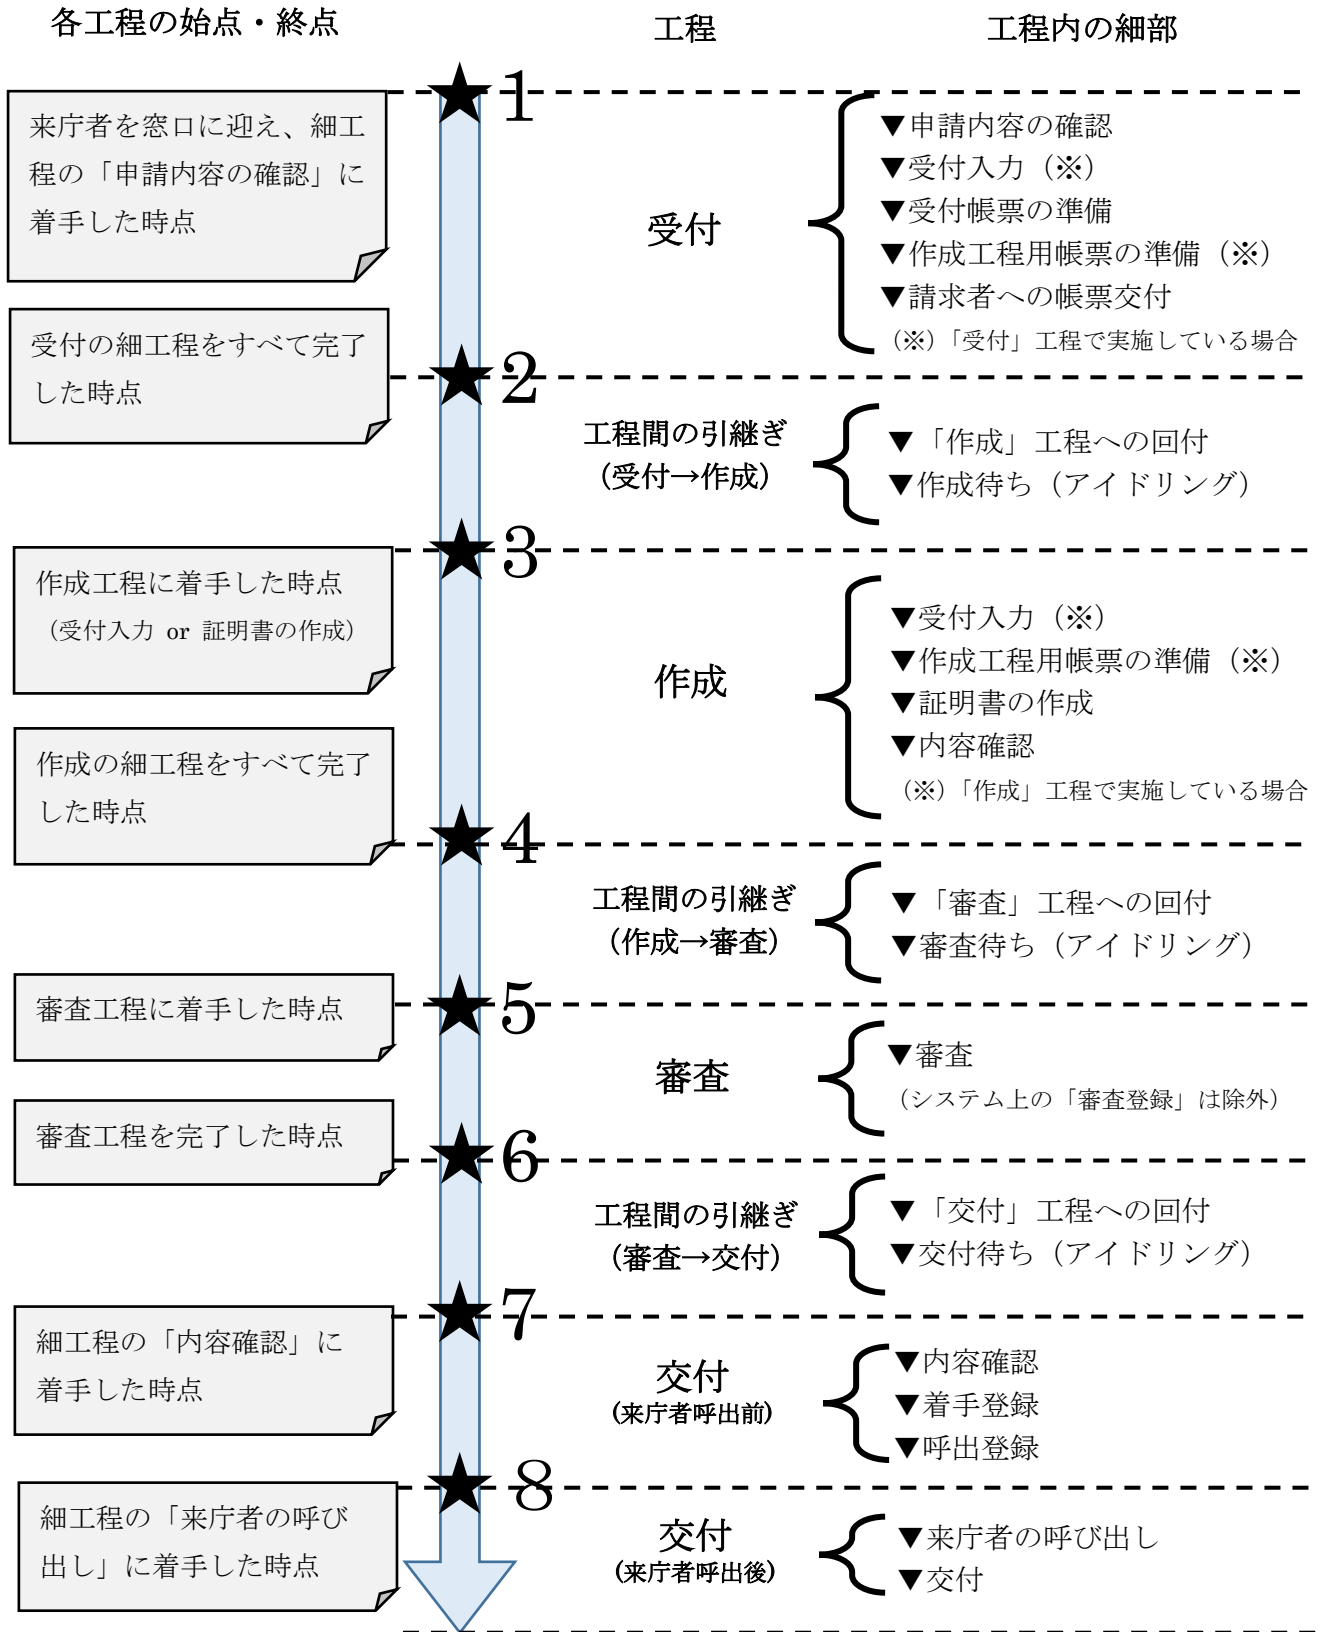 各工程の始点・終点
工程
工程内の細部
1
来庁者を窓口に迎え、細工
程の「申請内容の確認」に
着手した時点
受付
▼申請内容の確認
▼受付入力（※）
▼受付帳票の準備
▼作成工程用帳票の準備（※）
▼請求者への帳票交付
（※）「受付」工程で実施している場合
受付の細工程をすべて完了
した時点
2
工程間の引継ぎ
（受付→作成）
▼「作成」工程への回付
▼作成待ち（アイドリング）
3
作成工程に着手した時点
（受付入力 or 証明書の作成）
作成
▼受付入力（※）
▼作成工程用帳票の準備（※）
▼証明書の作成
▼内容確認
（※）「作成」工程で実施している場合
作成の細工程をすべて完了
した時点
4
工程間の引継ぎ
（作成→審査）
▼「審査」工程への回付
▼審査待ち（アイドリング）
審査工程に着手した時点
5
審査
▼審査
（システム上の「審査登録」は除外）
審査工程を完了した時点
6
工程間の引継ぎ
（審査→交付）
▼「交付」工程への回付
▼交付待ち（アイドリング）
7
細工程の「内容確認」に
着手した時点
交付
(来庁者呼出前)
▼内容確認
▼着手登録
▼呼出登録
8
細工程の「来庁者の呼び
出し」に着手した時点
交付
(来庁者呼出後)
▼来庁者の呼び出し
▼交付